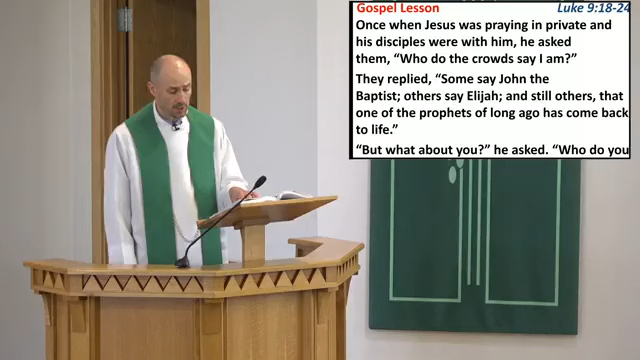 Gospel Lesson Luke 9:18-24
Once when Jesus was praying in private and
his disciples were with him, he asked
them, “Who do the crowds say I am?”
They replied, “Some say John the
Baptist; others say Elijah; and still others, that
one of the prophets of long ago has come back
to life.”
“But what about you?” he asked. “Who do you